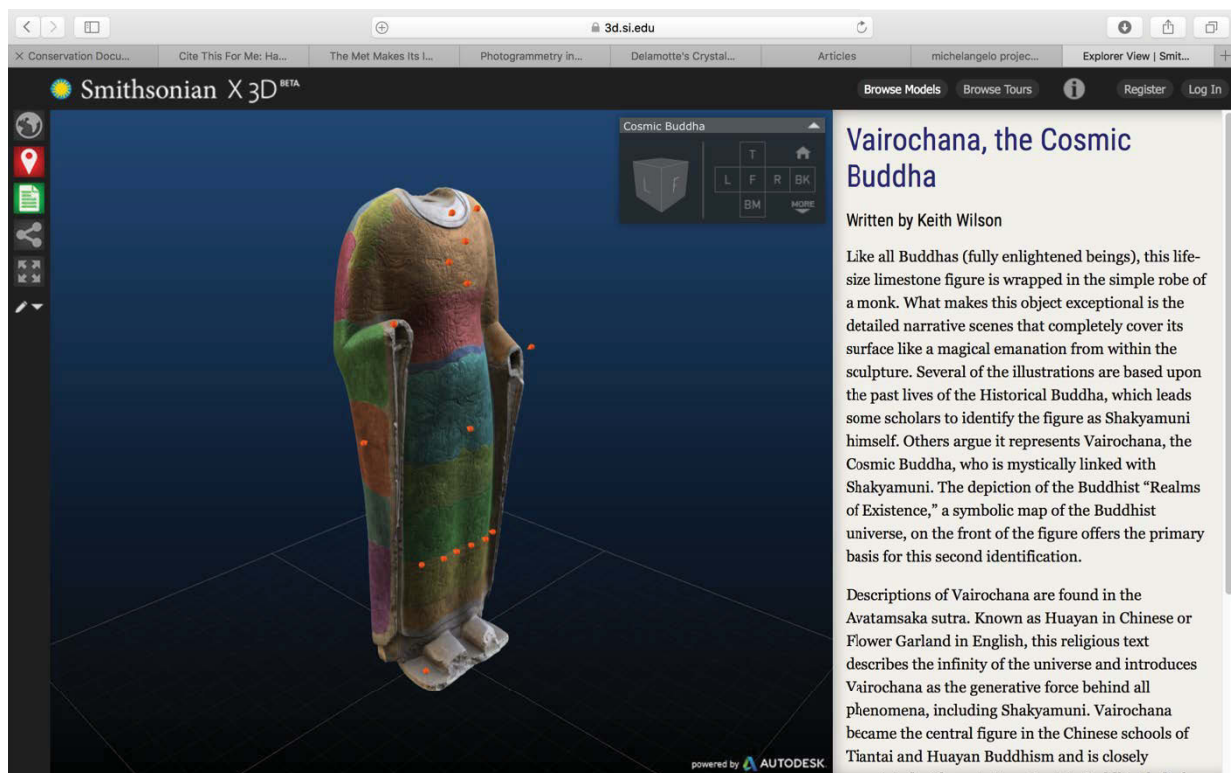 3d.si.edu
Conservation Docu...
Cite This For Me: Ha...
The Met Makes Its I...
Photogrammetry in...
Delamotte's Crystal...
Articles
michelangelo projec...
Explorer View | Smit...
Smithsonian X 3D BETA
Browse Models
Browse Tours
Register
Log In
Cosmic Buddha
T
L F R BK
BM
MORE
L F
Vairochana, the Cosmic
Buddha
Written by Keith Wilson
Like all Buddhas (fully enlightened beings), this life-
size limestone figure is wrapped in the simple robe of
a monk. What makes this object exceptional is the
detailed narrative scenes that completely cover its
surface like a magical emanation from within the
sculpture. Several of the illustrations are based upon
the past lives of the Historical Buddha, which leads
some scholars to identify the figure as Shakyamuni
himself. Others argue it represents Vairochana, the
Cosmic Buddha, who is mystically linked with
Shakyamuni. The depiction of the Buddhist “Realms
of Existence,” a symbolic map of the Buddhist
universe, on the front of the figure offers the primary
basis for this second identification.
Descriptions of Vairochana are found in the
Avatamsaka sutra. Known as Huayan in Chinese or
Flower Garland in English, this religious text
describes the infinity of the universe and introduces
Vairochana as the generative force behind all
phenomena, including Shakyamuni. Vairochana
became the central figure in the Chinese schools of
Tiantai and Huayan Buddhism and is closely
powered by AUTODESK